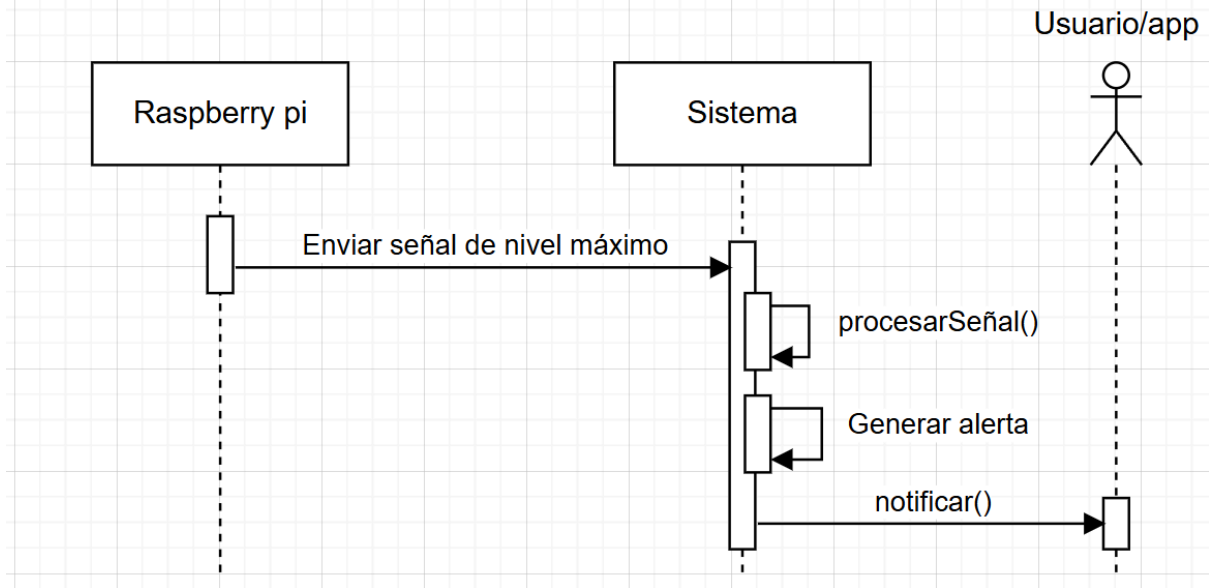 Usuario/app
Raspberry pi
Sistema
Enviar señal de nivel máximo
procesarSeñal()
Generar alerta
notificar()